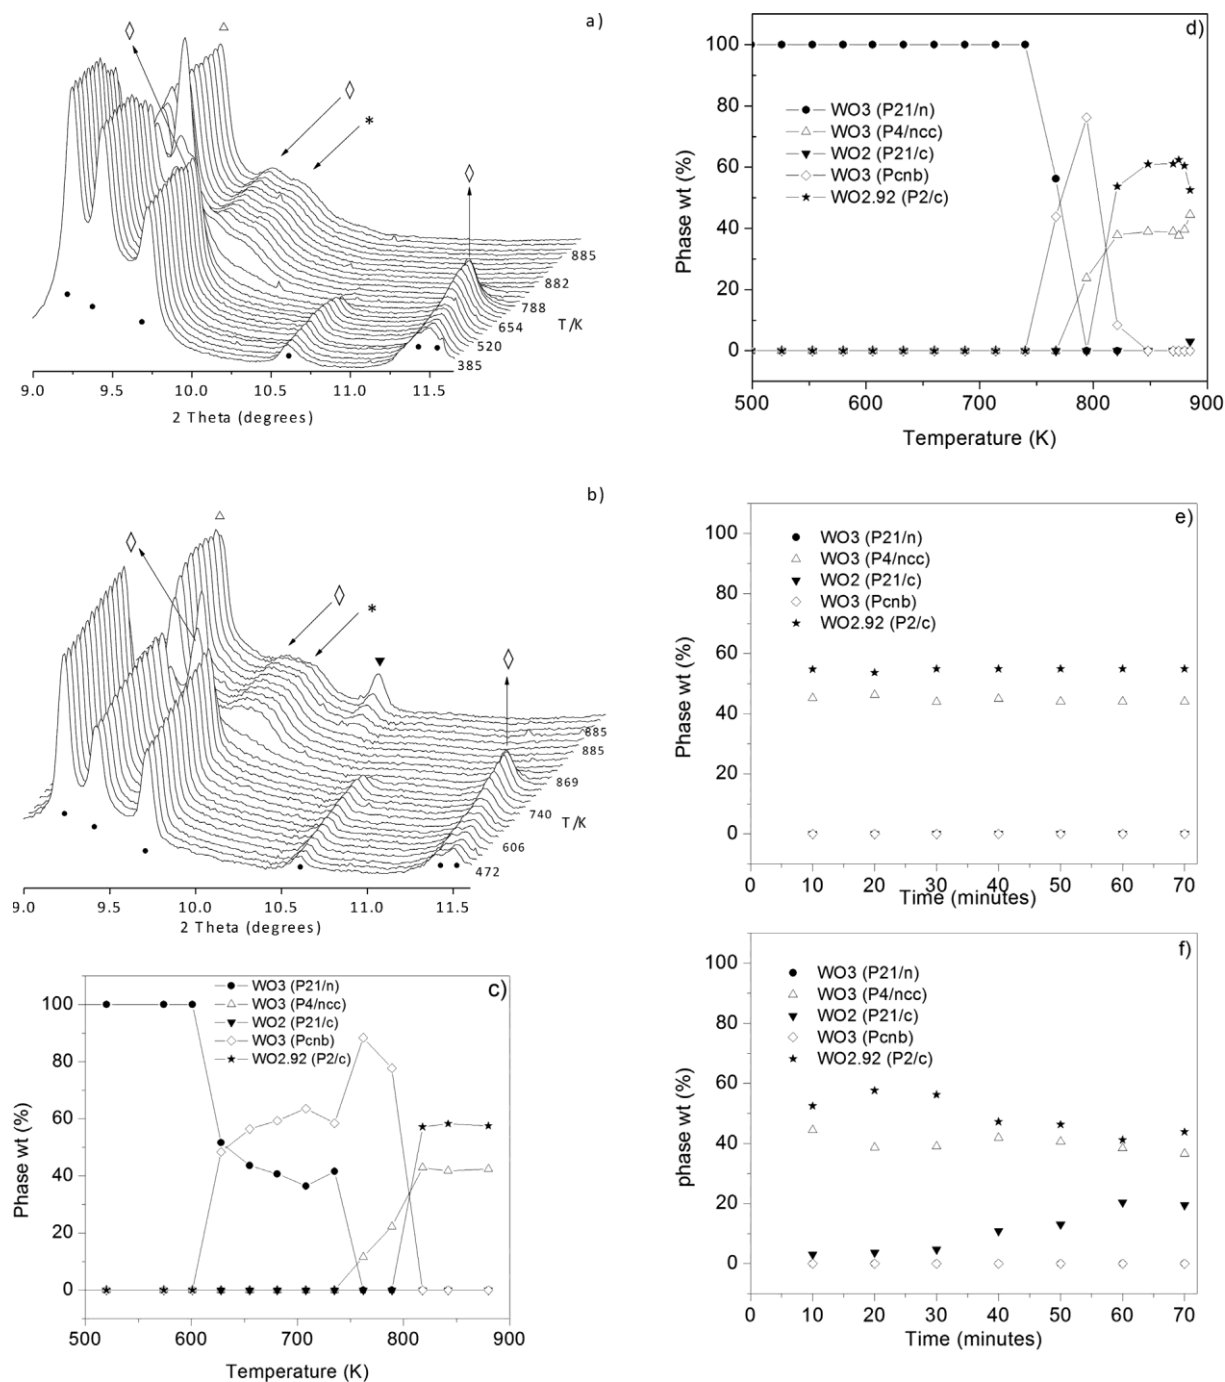 a)
885
882
788
654
T/K
520
385
9.0 9.5 10.0 10.5 11.0 11.5
2 Theta (degrees)
b)
*
885
885
869
740
T/K
606
472
9.0 9.5 10.0 10.5 11.0 11.5
2 Theta (degrees)
c)
WO3 (P21/n)
WO3 (P4/ncc)
WO2 (P21/c)
WO3 (Pcnb)
WO2.92 (P2/c)
100
80
60
40
20
0
Phase wt (%)
500 600 700 800 900
Temperature (K)
d)
100
80
60
40
20
0
Phase wt (%)
WO3 (P21/n)
WO3 (P4/ncc)
WO2 (P21/c)
WO3 (Pcnb)
WO2.92 (P2/c)
500 600 700 800 900
Temperature (K)
e)
100
80
60
40
20
0
Phase wt (%)
WO3 (P21/n)
WO3 (P4/ncc)
WO2 (P21/c)
WO3 (Pcnb)
WO2.92 (P2/c)
0 10 20 30 40 50 60 70
Time (minutes)
f)
100
80
60
40
20
0
phase wt (%)
WO3 (P21/n)
WO3 (P4/ncc)
WO2 (P21/c)
WO3 (Pcnb)
WO2.92 (P2/c)
0 10 20 30 40 50 60 70
Time (minutes)